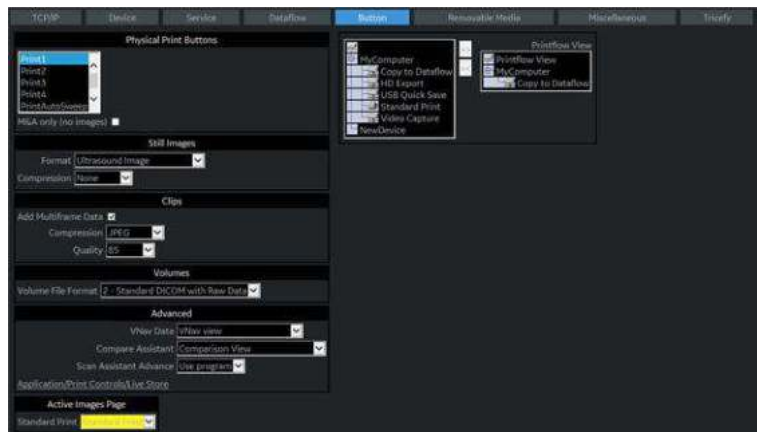 TCP/IP Device Service Dataflow Button Removable Media Miscellaneous Tricefy
Physical Print Buttons
Print1
Print2
Print3
Print4
PrintAutoSweep
M&A only (no images)
Still Images
Format Ultrasound Image
Compression None
Clips
Add Multiframe Data
Compression JPEG
Quality 85
Volumes
Volume File Format 2 - Standard DICOM with Raw Data
Advanced
VNav Date VNav view
Compare Assistant Comparison View
Scan Assistant Advance Use program
Application/Print Controls/Live Store
Active Images Page
Standard Print
MyComputer
Copy to Dataflow
HD Export
USB Quick Save
Standard Print
Video Capture
NewDevice
Printflow View
Printflow View
MyComputer
Copy to Dataflow